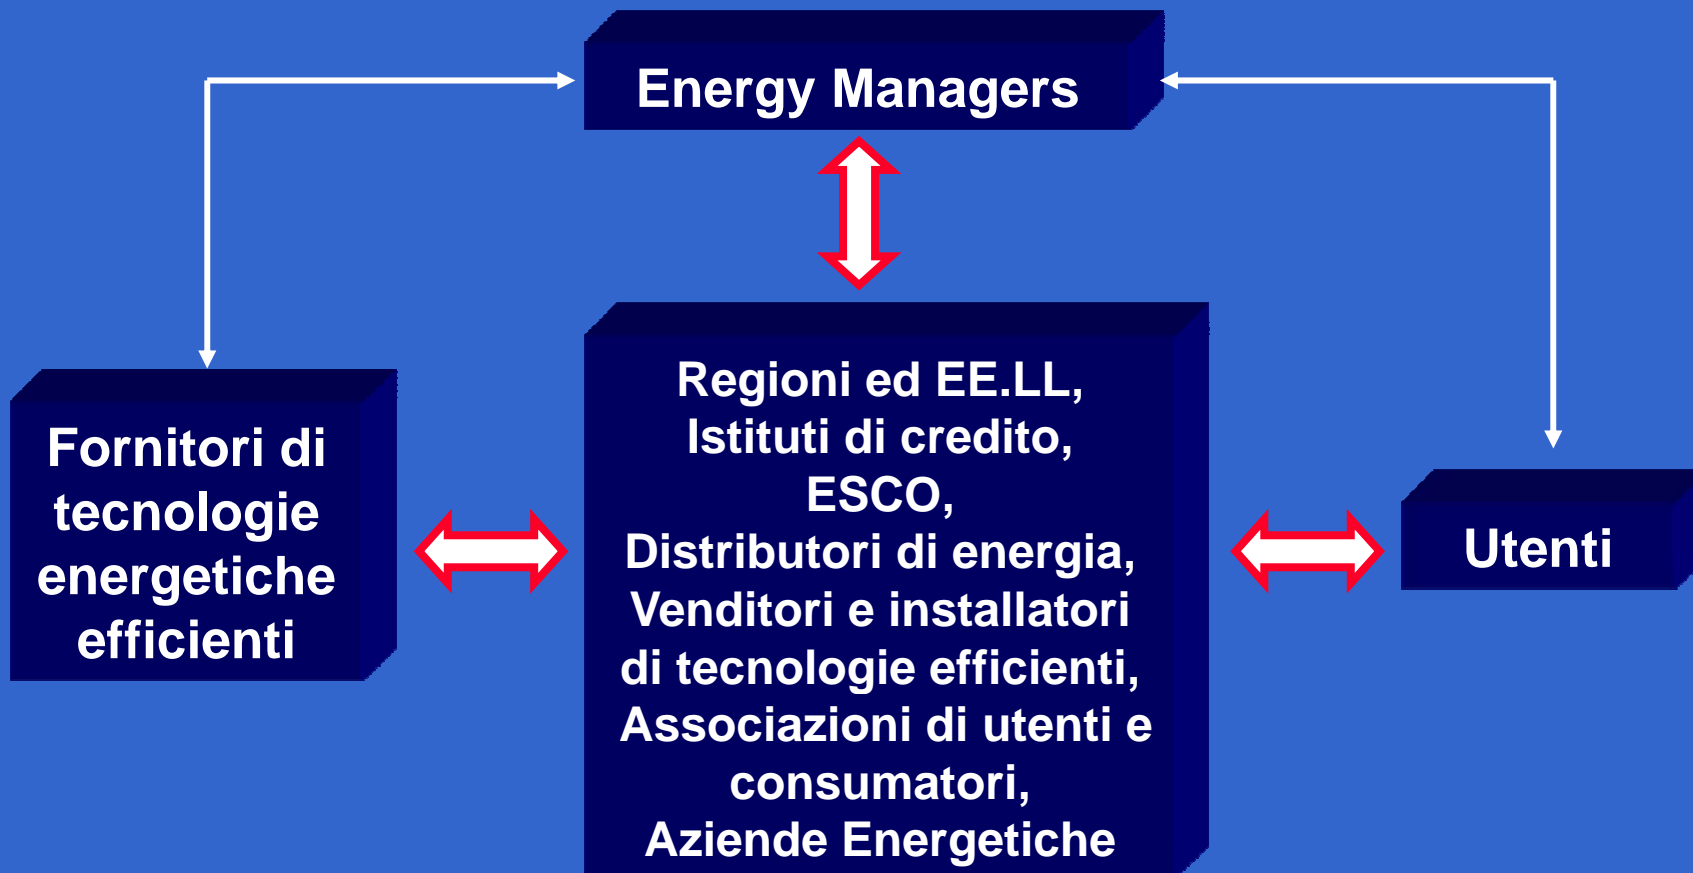 Energy Managers
Fornitori di
tecnologie
energetiche
efficienti
Regioni ed EE.LL,
Istituti di credito,
ESCO,
Distributori di energia,
Venditori e installatori
di tecnologie efficienti,
Associazioni di utenti e
consumatori,
Aziende Energetiche
Utenti